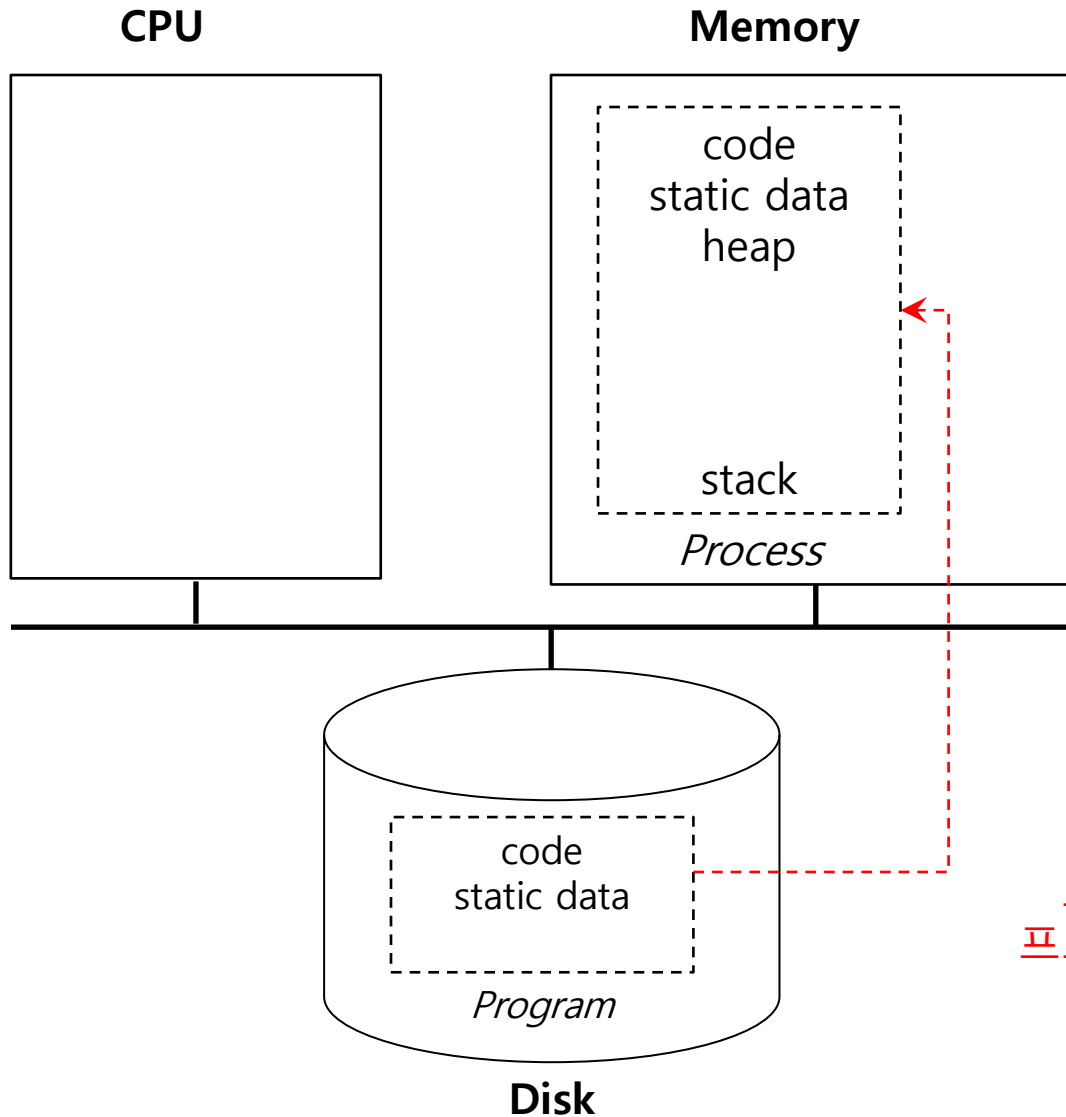 CPU
Memory
code
static data
heap
stack
Process
code
static data
Program
Disk